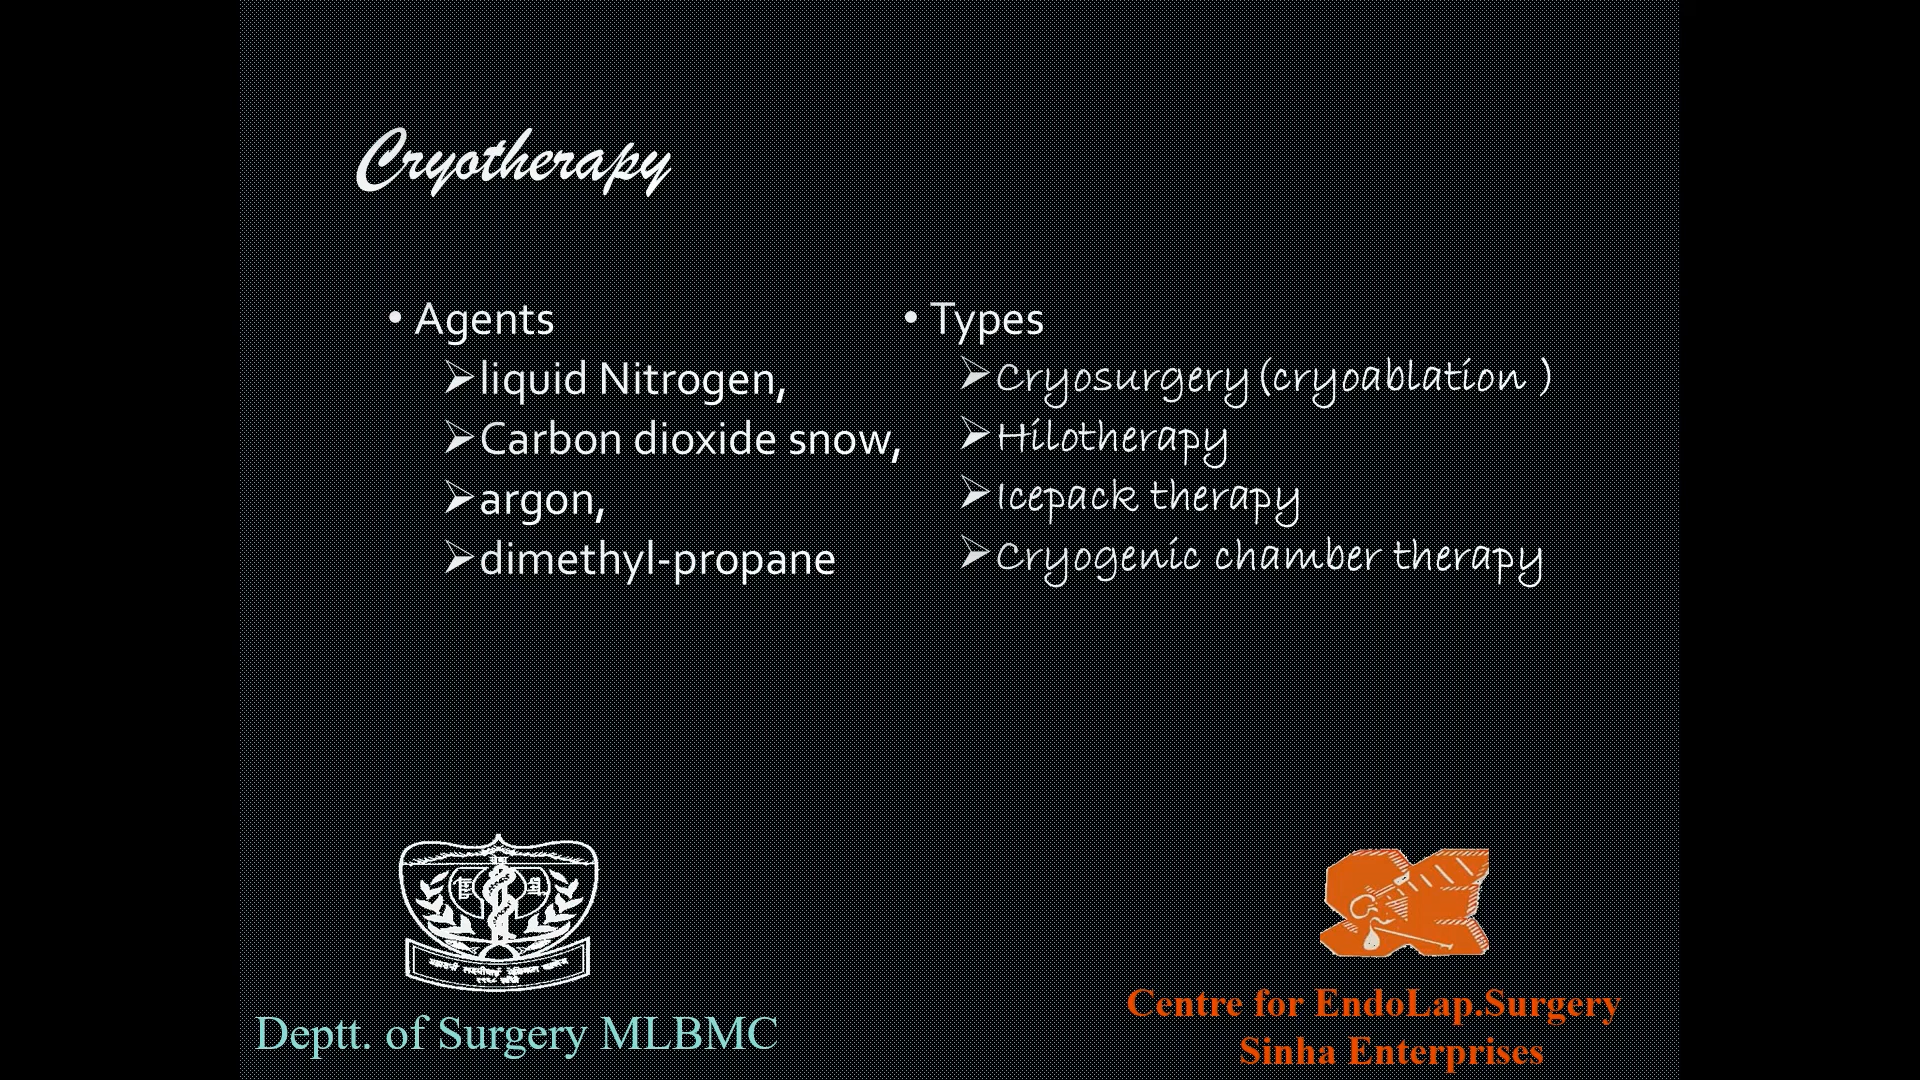 Cryotherapy
• Agents
➢liquid Nitrogen,
➢Carbon dioxide snow,
➢argon,
➢dimethyl-propane
• Types
➢Cryosurgery (cryoablation )
➢Hilotherapy
➢Icepack therapy
➢Cryogenic chamber therapy
Deptt. of Surgery MLBMC
Centre for EndoLap.Surgery
Sinha Enterprises